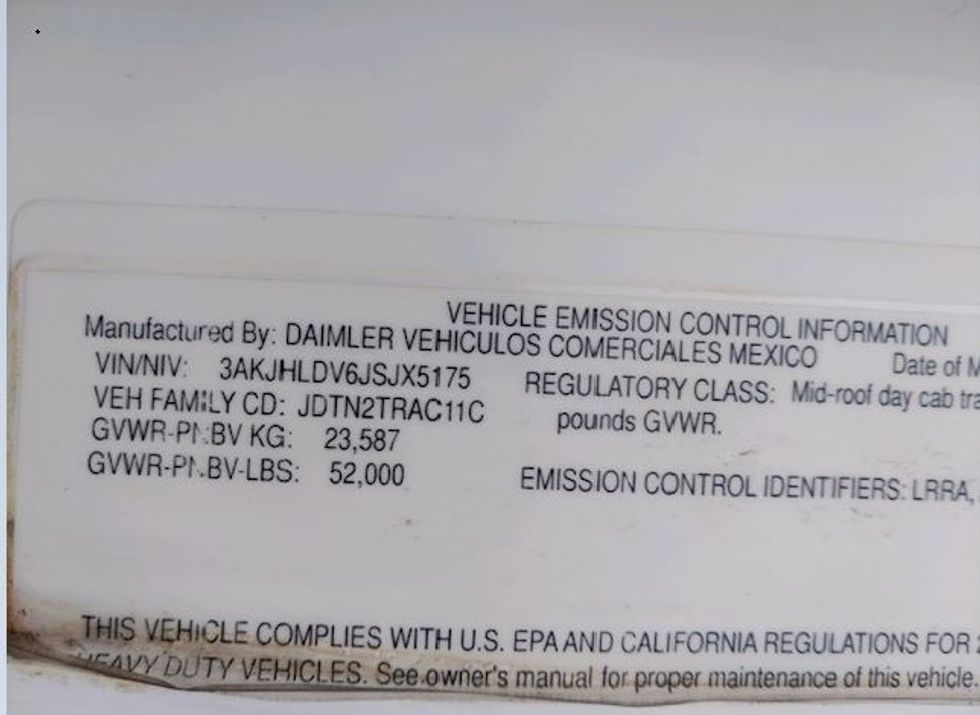 VEHICLE EMISSION CONTROL INFORMATION
Manufactured By: DAIMLER VEHICULOS COMERCIALES MEXICO Date of M
VIN/NIV: 3AKJHLDV6JSJX5175 REGULATORY CLASS: Mid-roof day cab tra
VEH FAMILY CD: JDTN2TRAC11C pounds GVWR.
GVWR-PNBV KG: 23,587
GVWR-PNBV-LBS: 52,000 EMISSION CONTROL IDENTIFIERS: LRRA,
THIS VEHICLE COMPLIES WITH U.S. EPA AND CALIFORNIA REGULATIONS FOR 2
HEAVY DUTY VEHICLES. See owner's manual for proper maintenance of this vehicle.